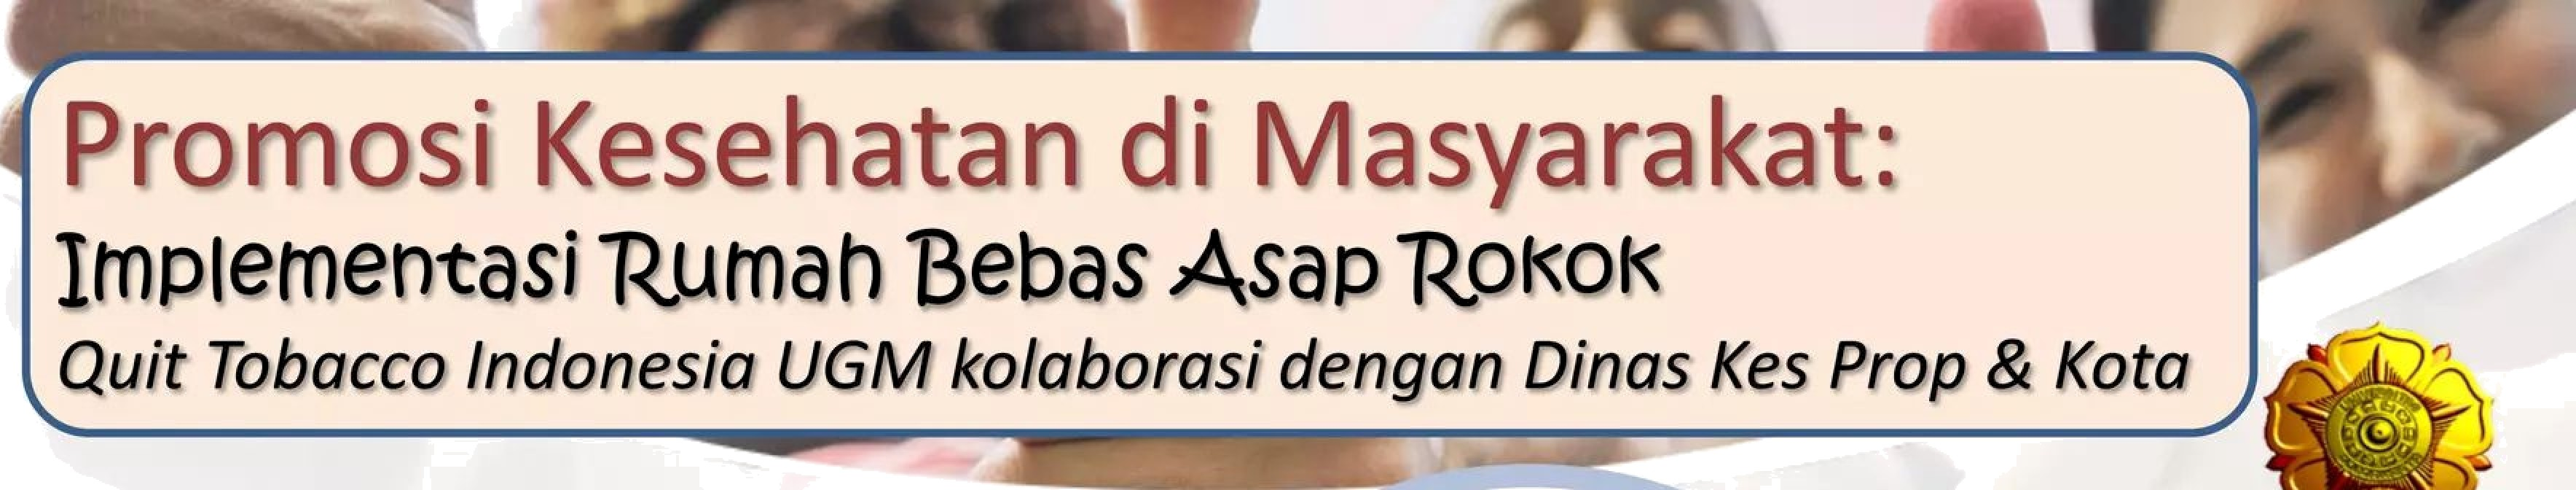 Promosi Kesehatan di Masyarakat:
Implementasi Rumah Bebas Asap Rokok
Quit Tobacco Indonesia UGM kolaborasi dengan Dinas Kes Prop & Kota